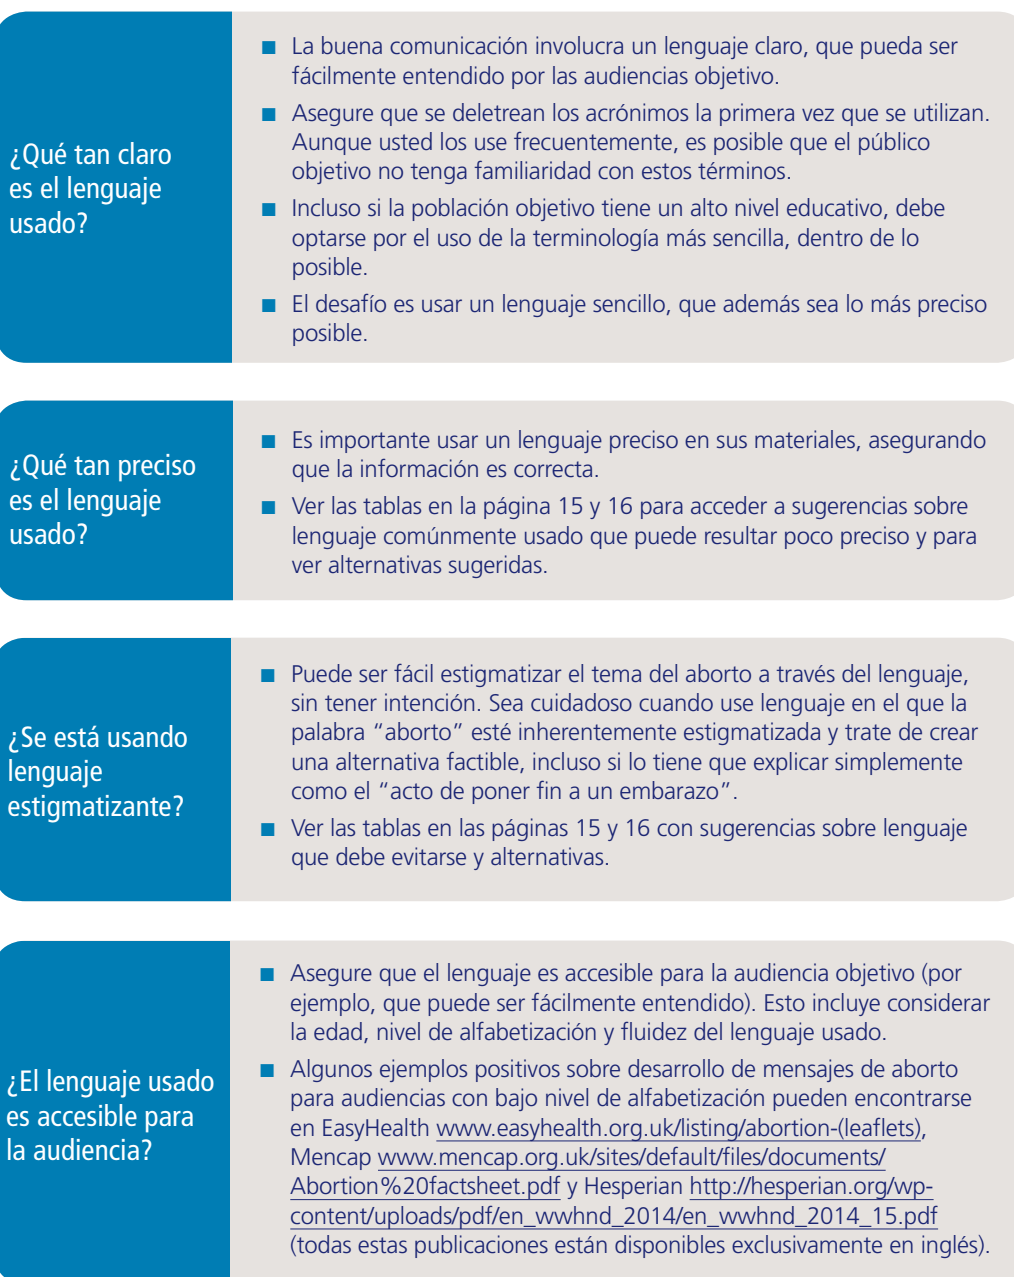 ¿Qué tan claro
es el lenguaje
usado?
■ La buena comunicación involucra un lenguaje claro, que pueda ser
fácilmente entendido por las audiencias objetivo.
■ Asegure que se deletrean los acrónimos la primera vez que se utilizan.
Aunque usted los use frecuentemente, es posible que el público
objetivo no tenga familiaridad con estos términos.
■ Incluso si la población objetivo tiene un alto nivel educativo, debe
optarse por el uso de la terminología más sencilla, dentro de lo
posible.
■ El desafío es usar un lenguaje sencillo, que además sea lo más preciso
posible.
¿Qué tan preciso
es el lenguaje
usado?
■ Es importante usar un lenguaje preciso en sus materiales, asegurando
que la información es correcta.
■ Ver las tablas en la página 15 y 16 para acceder a sugerencias sobre
lenguaje comúnmente usado que puede resultar poco preciso y para
ver alternativas sugeridas.
¿Se está usando
lenguaje
estigmatizante?
■ Puede ser fácil estigmatizar el tema del aborto a través del lenguaje,
sin tener intención. Sea cuidadoso cuando use lenguaje en el que la
palabra “aborto” esté inherentemente estigmatizada y trate de crear
una alternativa factible, incluso si lo tiene que explicar simplemente
como el “acto de poner fin a un embarazo”.
■ Ver las tablas en las páginas 15 y 16 con sugerencias sobre lenguaje
que debe evitarse y alternativas.
¿El lenguaje usado
es accesible para
la audiencia?
■ Asegure que el lenguaje es accesible para la audiencia objetivo (por
ejemplo, que puede ser fácilmente entendido). Esto incluye considerar
la edad, nivel de alfabetización y fluidez del lenguaje usado.
■ Algunos ejemplos positivos sobre desarrollo de mensajes de aborto
para audiencias con bajo nivel de alfabetización pueden encontrarse
en EasyHealth www.easyhealth.org.uk/listing/abortion-(leaflets),
Mencap www.mencap.org.uk/sites/default/files/documents/
Abortion%20factsheet.pdf y Hesperian http://hesperian.org/wp-
content/uploads/pdf/en_wwhnd_2014/en_wwhnd_2014_15.pdf
(todas estas publicaciones están disponibles exclusivamente en inglés).